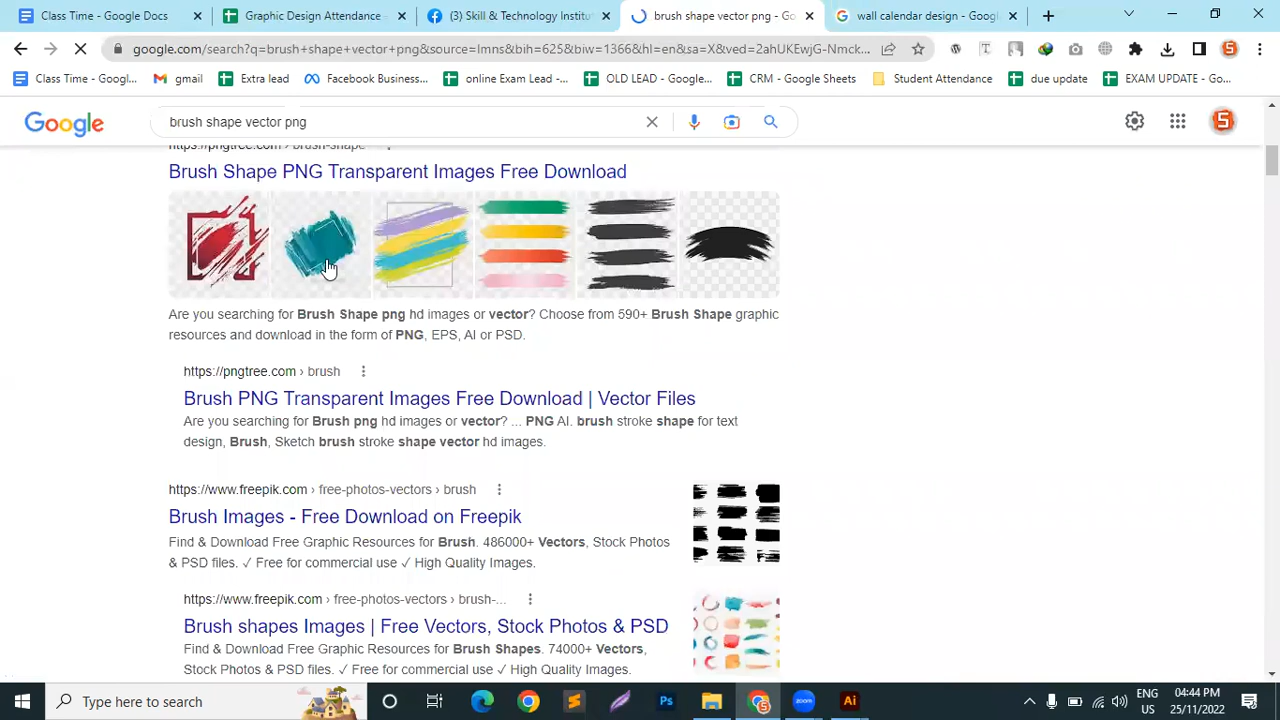 Class Time - Google Docs
Graphic Design Attendance -
(3) Skill & Technology Institut
brush shape vector png - Goo
wall calendar design - Google
google.com/search?q=brush+shape+vector+png&source=lmns&bih=625&biw=1366&hl=en&sa=X&ved=2ahUKEwjG-Nmck...
Class Time - Googl...
gmail
Extra lead
Facebook Business...
online Exam Lead -...
OLD LEAD - Google...
CRM - Google Sheets
Student Attendance
due update
EXAM UPDATE - Go...
Google
brush shape vector png
https://pngtree.com › brush-shape
Brush Shape PNG Transparent Images Free Download
Are you searching for Brush Shape png hd images or vector? Choose from 590+ Brush Shape graphic
resources and download in the form of PNG, EPS, AI or PSD.
https://pngtree.com › brush
Brush PNG Transparent Images Free Download | Vector Files
Are you searching for Brush png hd images or vector? ... PNG AI. brush stroke shape for text
design, Brush, Sketch brush stroke shape vector hd images.
https://www.freepik.com › free-photos-vectors › brush
Brush Images - Free Download on Freepik
Find & Download Free Graphic Resources for Brush. 486000+ Vectors, Stock Photos
& PSD files. ✓ Free for commercial use ✓ High Quality Images.
https://www.freepik.com › free-photos-vectors › brush-...
Brush shapes Images | Free Vectors, Stock Photos & PSD
Find & Download Free Graphic Resources for Brush Shapes. 74000+ Vectors,
Stock Photos & PSD files. ✓ Free for commercial use ✓ High Quality Images.
Type here to search
Ps
Ai
ENG
US
04:44 PM
25/11/2022